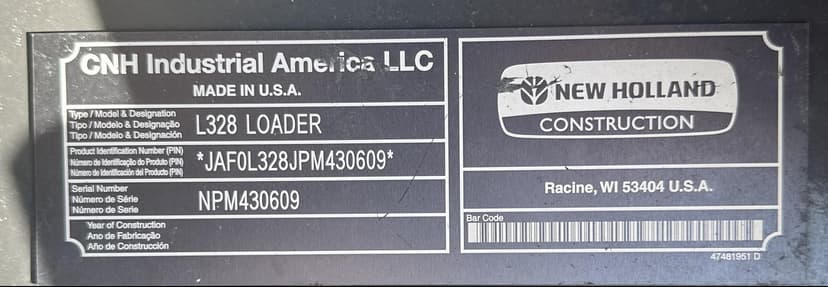 CNH Industrial America LLC
MADE IN U.S.A.
Type / Model & Designation
Tipo / Modelo & Designação
Tipo / Modelo & Designación
L328 LOADER
Product Identification Number (PIN)
Número de Identificação do Produto (PIN)
Número de Identificación del Producto (PIN)
*JAF0L328JPM430609*
Serial Number
Número de Série
Número de Serie
NPM430609
Year of Construction
Ano de Fabricação
Año de Construcción
NEW HOLLAND
CONSTRUCTION
Racine, WI 53404 U.S.A.
Bar Code
47481951 D